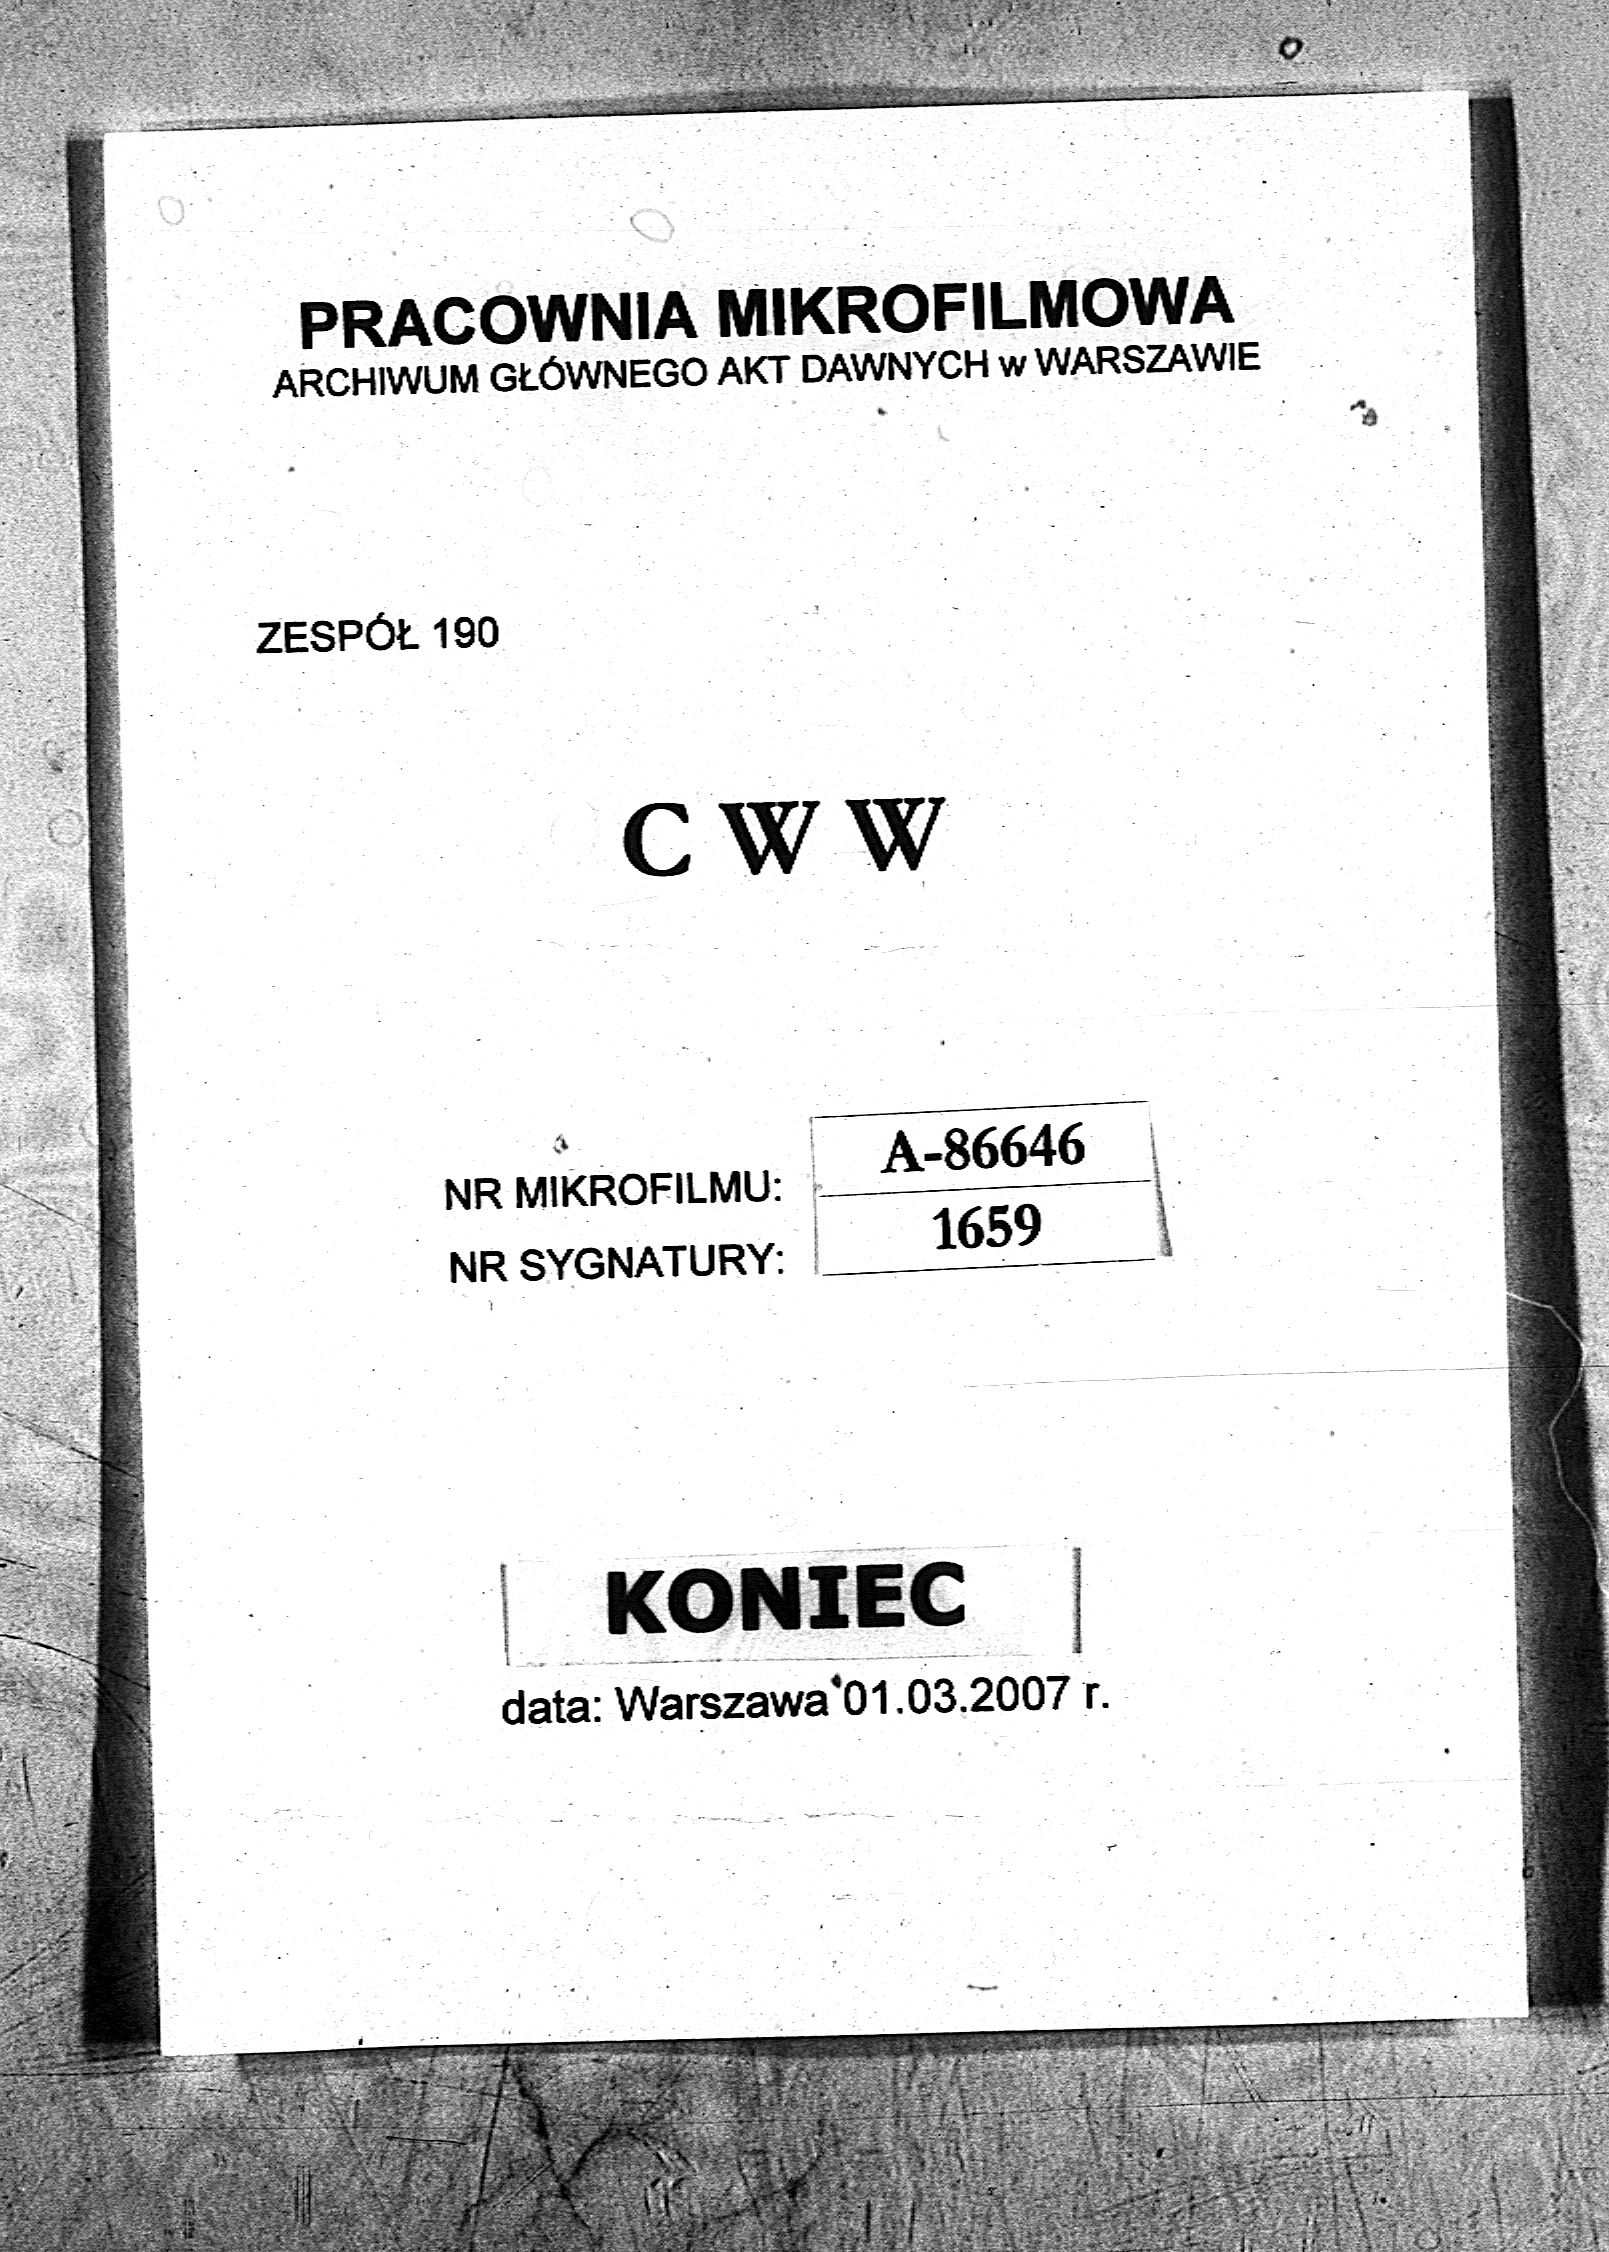 PRACOWNIA MIKROFILMOWA
ARCHIWUM GŁÓWNEGO AKT DAWNYCH w WARSZAWIE
ZESPÓŁ 190
C W W
NR MIKROFILMU: A-86646
NR SYGNATURY: 1659
KONIEC
data: Warszawa 01.03.2007 r.